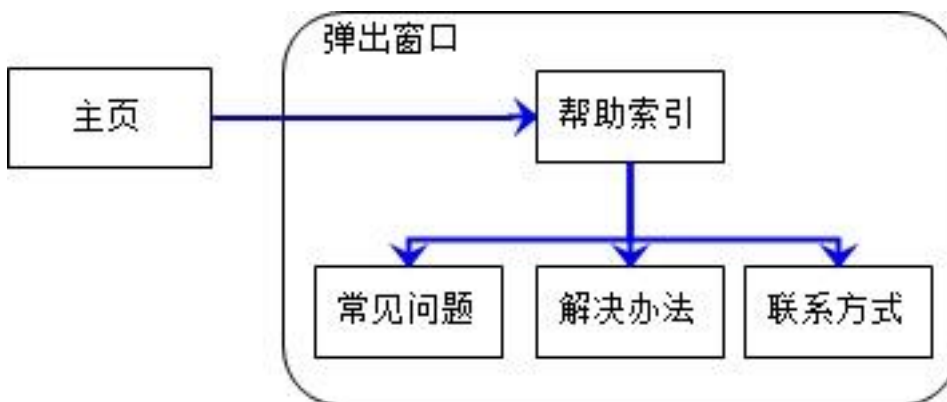 弹出窗口
主页
帮助索引
常见问题
解决办法
联系方式